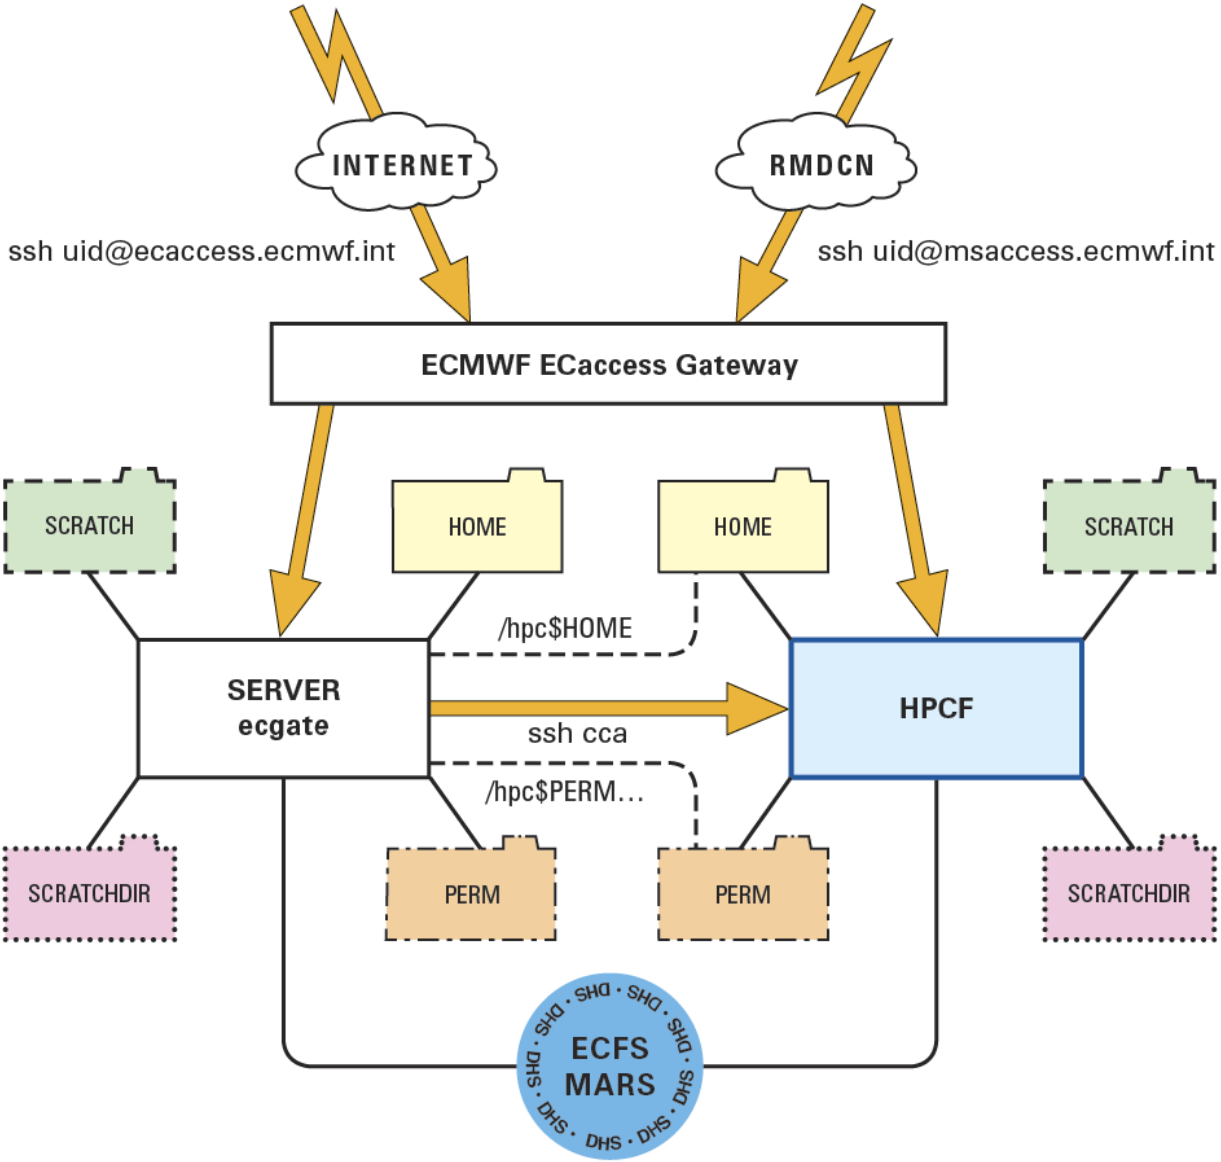 INTERNET
RMDCN
ssh uid@ecaccess.ecmwf.int
ssh uid@msaccess.ecmwf.int
ECMWF ECaccess Gateway
SCRATCH
HOME
HOME
SCRATCH
/hpc$HOME
SERVER
ecgate
HPCF
ssh cca
/hpc$PERM...
SCRATCHDIR
PERM
PERM
SCRATCHDIR
DHS · DHS · DHS · DHS · DHS · DHS · DHS · DHS · DHS ·
ECFS
MARS